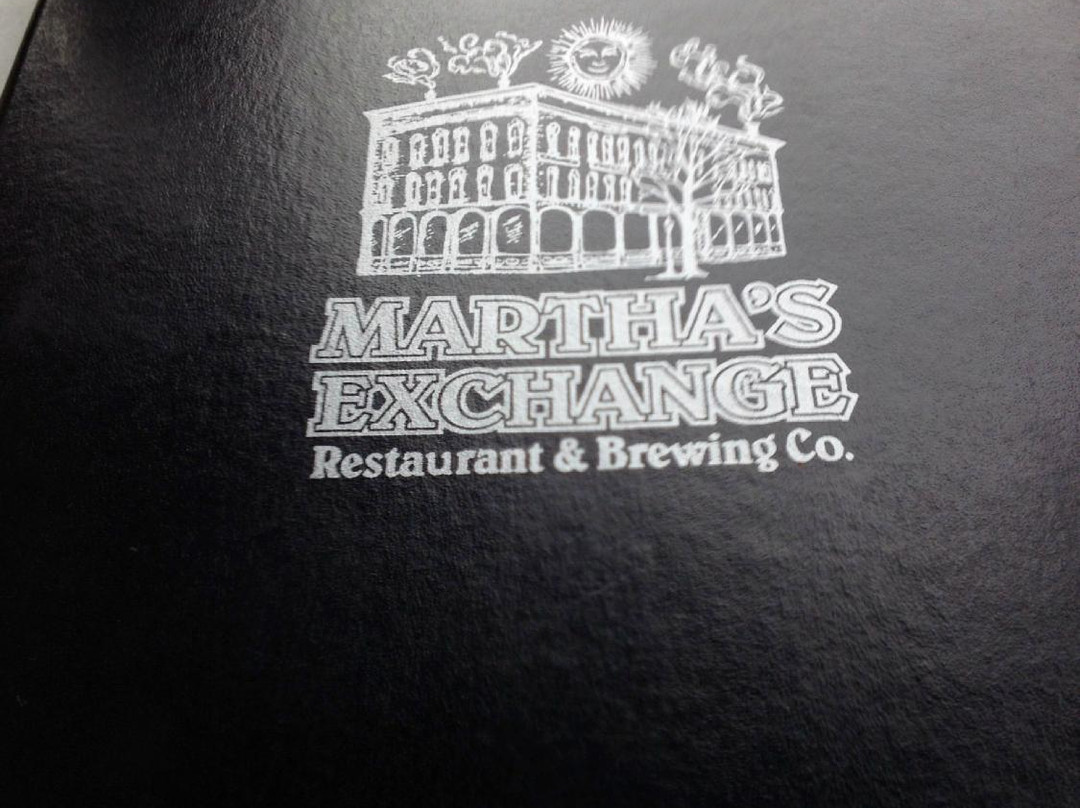 MARTHA'S
EXCHANGE
Restaurant & Brewing Co.